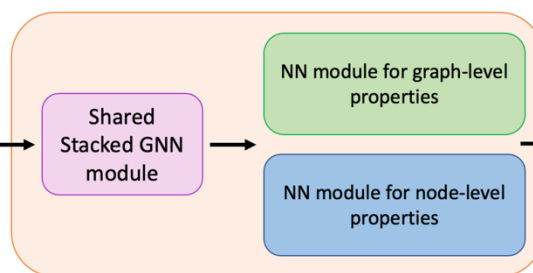 Shared
Stacked GNN
module
NN module for graph-level
properties
NN module for node-level
properties